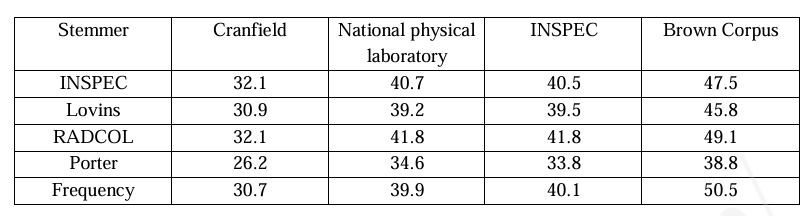 Stemmer Cranfield National physical laboratory INSPEC Brown Corpus
INSPEC 32.1 40.7 40.5 47.5
Lovins 30.9 39.2 39.5 45.8
RADCOL 32.1 41.8 41.8 49.1
Porter 26.2 34.6 33.8 38.8
Frequency 30.7 39.9 40.1 50.5